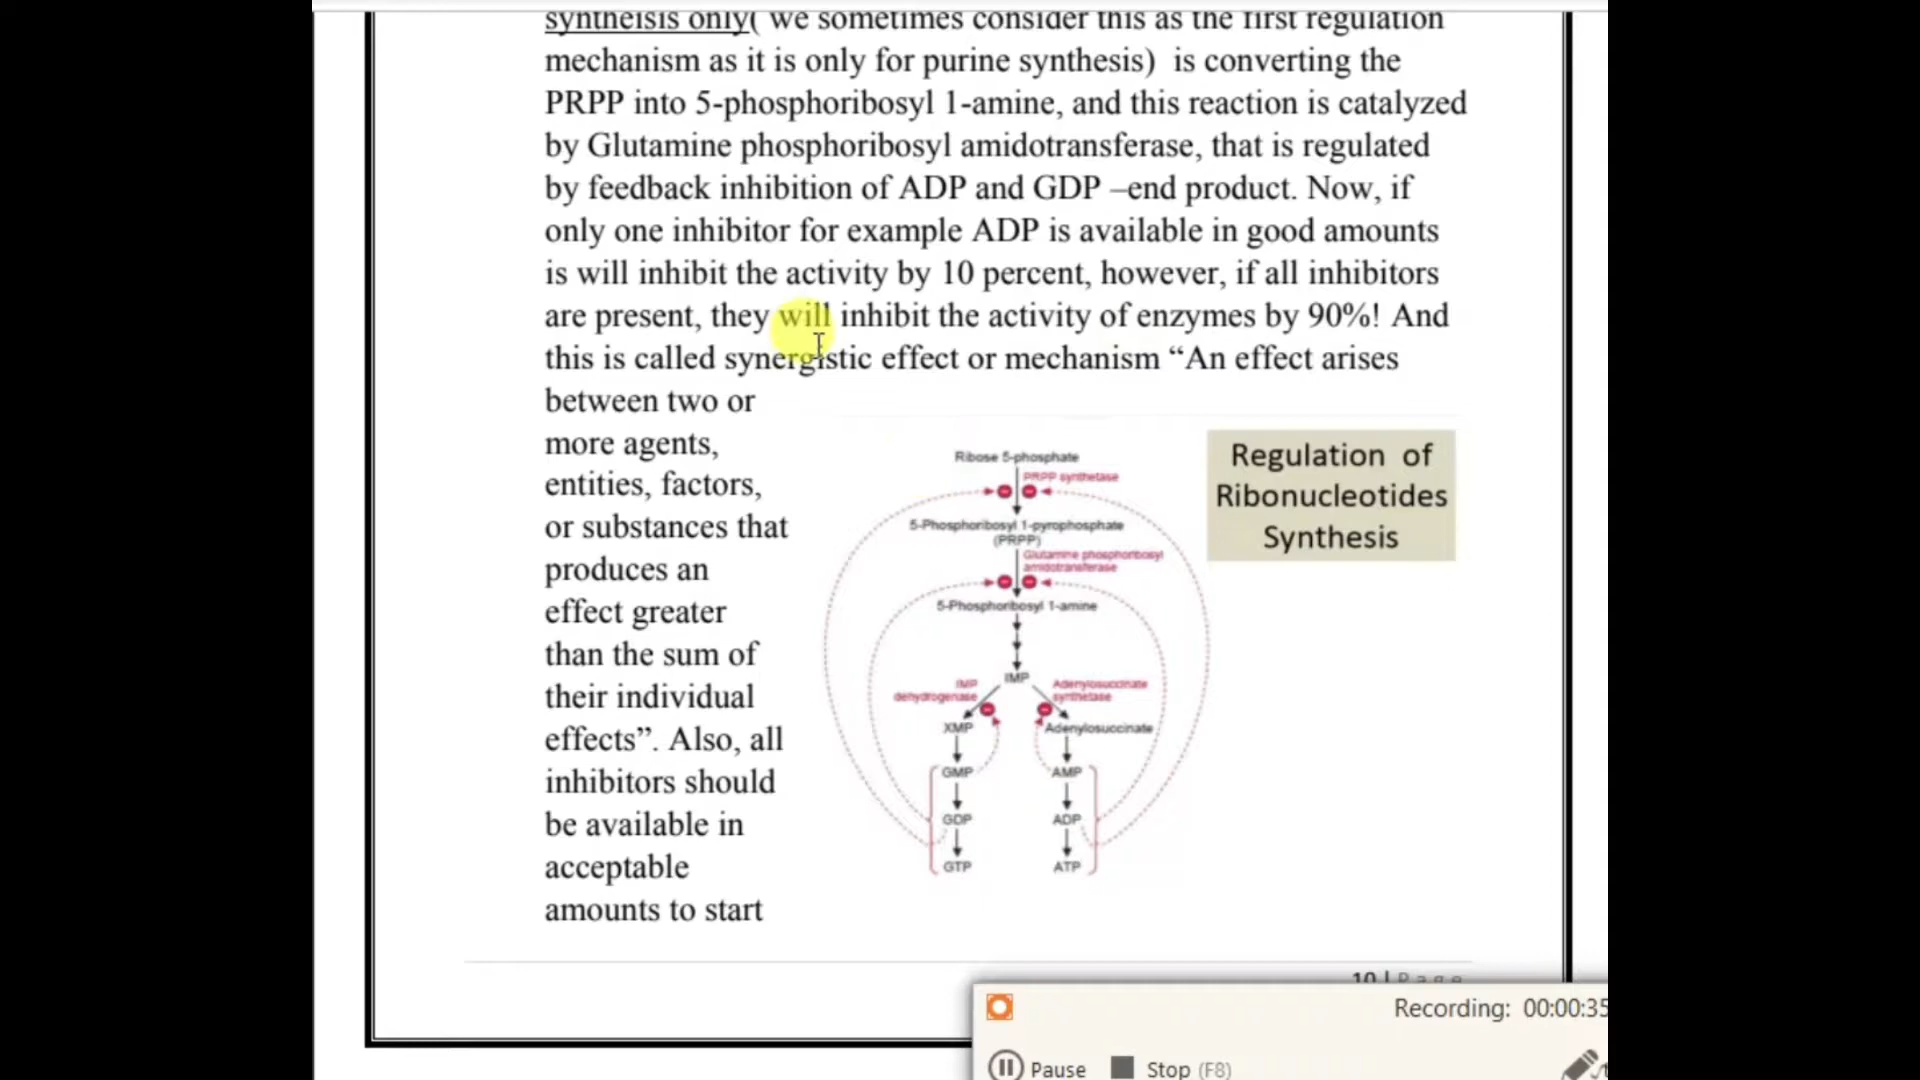 syntheisis only( we sometimes consider this as the first regulation
mechanism as it is only for purine synthesis)  is converting the
PRPP into 5-phosphoribosyl 1-amine, and this reaction is catalyzed
by Glutamine phosphoribosyl amidotransferase, that is regulated
by feedback inhibition of ADP and GDP –end product. Now, if
only one inhibitor for example ADP is available in good amounts
is will inhibit the activity by 10 percent, however, if all inhibitors
are present, they will inhibit the activity of enzymes by 90%! And
this is called synergistic effect or mechanism “An effect arises
between two or
more agents,
entities, factors,
or substances that
produces an
effect greater
than the sum of
their individual
effects”. Also, all
inhibitors should
be available in
acceptable
amounts to start
Ribose 5-phosphate
PRPP synthetase
5-Phosphoribosyl 1-pyrophosphate
(PRPP)
Glutamine phosphoribosyl
amidotransferase
5-Phosphoribosyl 1-amine
IMP
IMP
dehydrogenase
Adenylosuccinate
synthetase
XMP
Adenylosuccinate
GMP
AMP
GDP
ADP
GTP
ATP
Regulation of
Ribonucleotides
Synthesis
10 | Page
Recording: 00:00:35
Pause
Stop (F8)